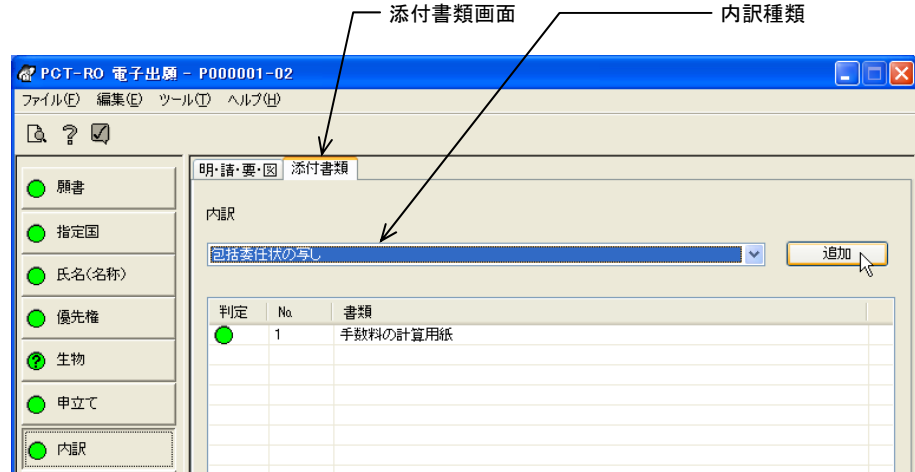 添付書類画面
内訳種類
PCT-RO 電子出願 - P000001-02
ファイル(F) 編集(E) ツール(T) ヘルプ(H)
明・請・要・図 添付書類
願書
指定国
氏名(名称)
優先権
生物
申立て
内訳
内訳
包括委任状の写し
追加
判定 No. 書類
1 手数料の計算用紙